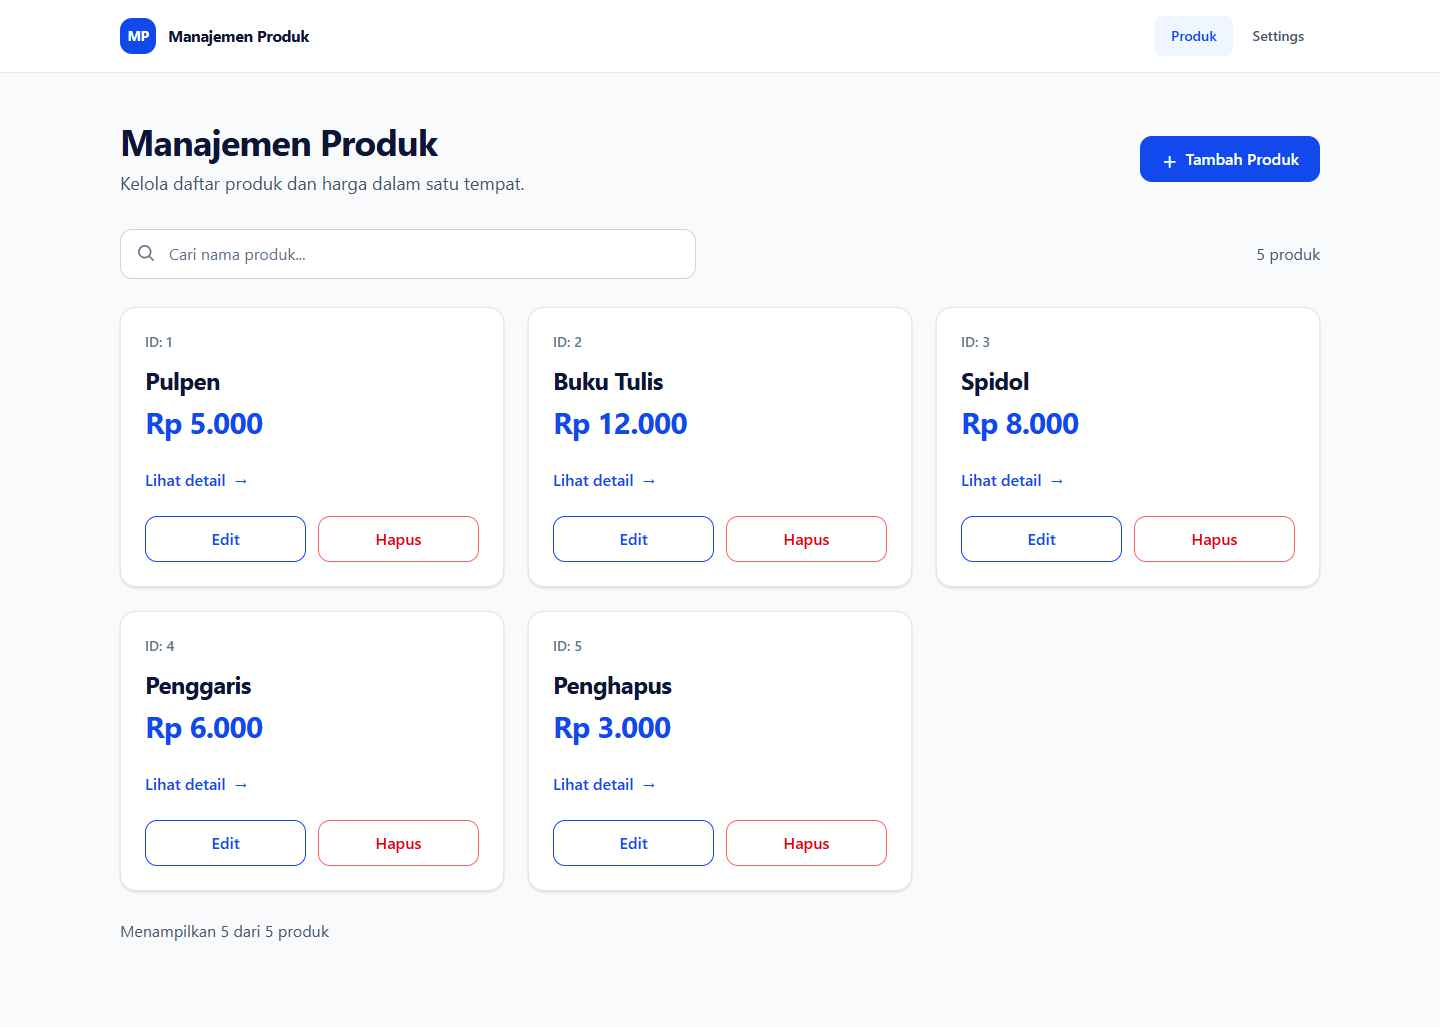 MP Manajemen Produk Produk Settings
Manajemen Produk
Kelola daftar produk dan harga dalam satu tempat.
+ Tambah Produk
Cari nama produk...
5 produk
ID: 1
Pulpen
Rp 5.000
Lihat detail →
Edit Hapus
ID: 2
Buku Tulis
Rp 12.000
Lihat detail →
Edit Hapus
ID: 3
Spidol
Rp 8.000
Lihat detail →
Edit Hapus
ID: 4
Penggaris
Rp 6.000
Lihat detail →
Edit Hapus
ID: 5
Penghapus
Rp 3.000
Lihat detail →
Edit Hapus
Menampilkan 5 dari 5 produk